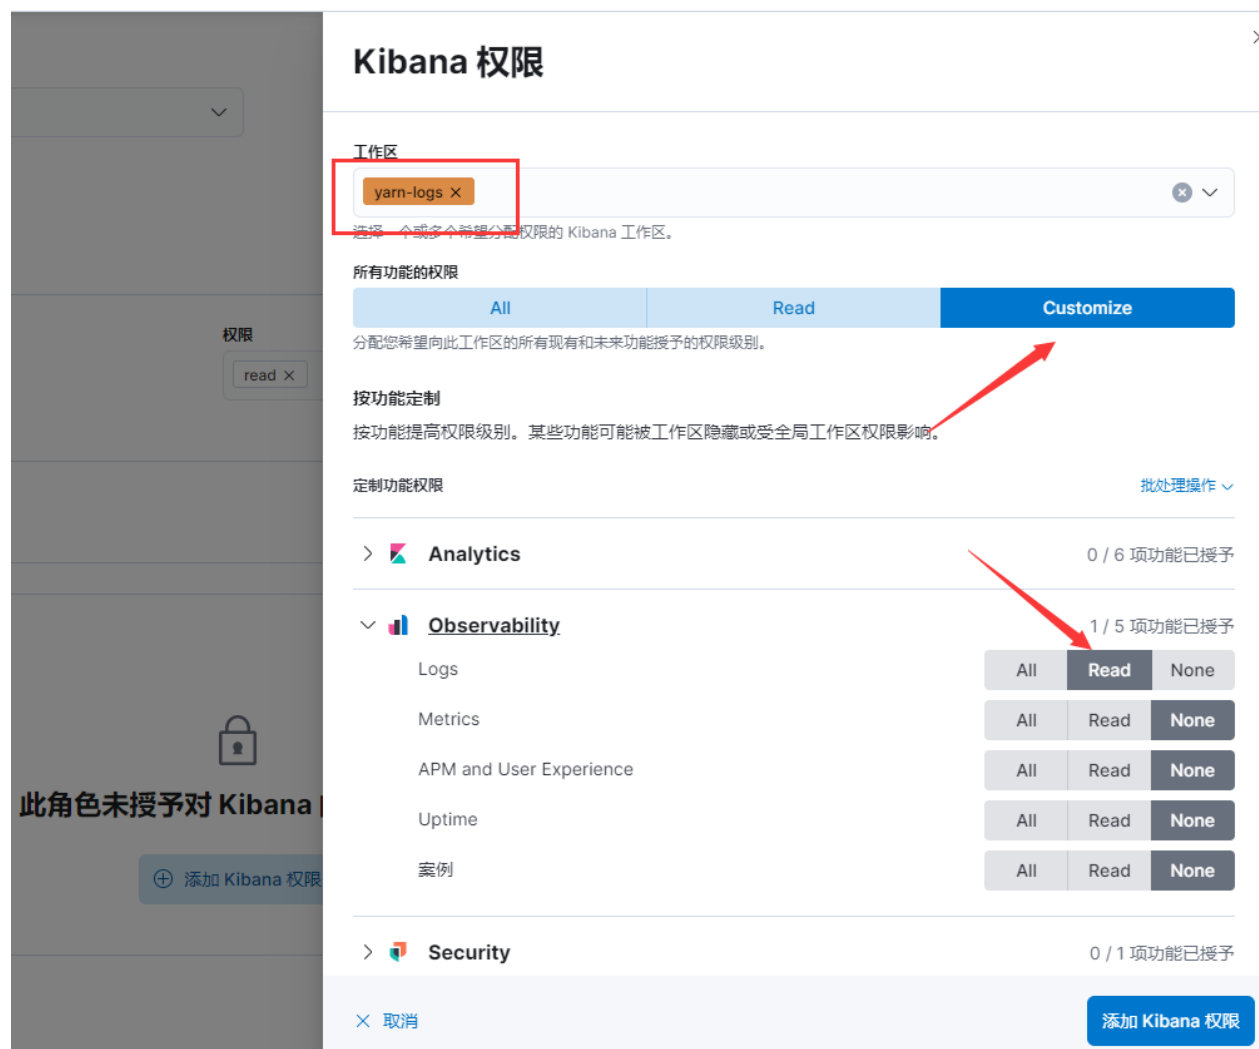 Kibana 权限
工作区
yarn-logs
选择一个或多个希望分配权限的 Kibana 工作区。
所有功能的权限
All Read Customize
分配您希望向此工作区的所有现有和未来功能授予的权限级别。
权限
read
按功能定制
按功能提高权限级别。某些功能可能被工作区隐藏或受全局工作区权限影响。
定制功能权限 批处理操作
Analytics 0 / 6 项功能已授予
Observability 1 / 5 项功能已授予
Logs All Read None
Metrics All Read None
APM and User Experience All Read None
Uptime All Read None
案例 All Read None
此角色未授予对 Kibana
添加 Kibana 权限
Security 0 / 1 项功能已授予
取消 添加 Kibana 权限